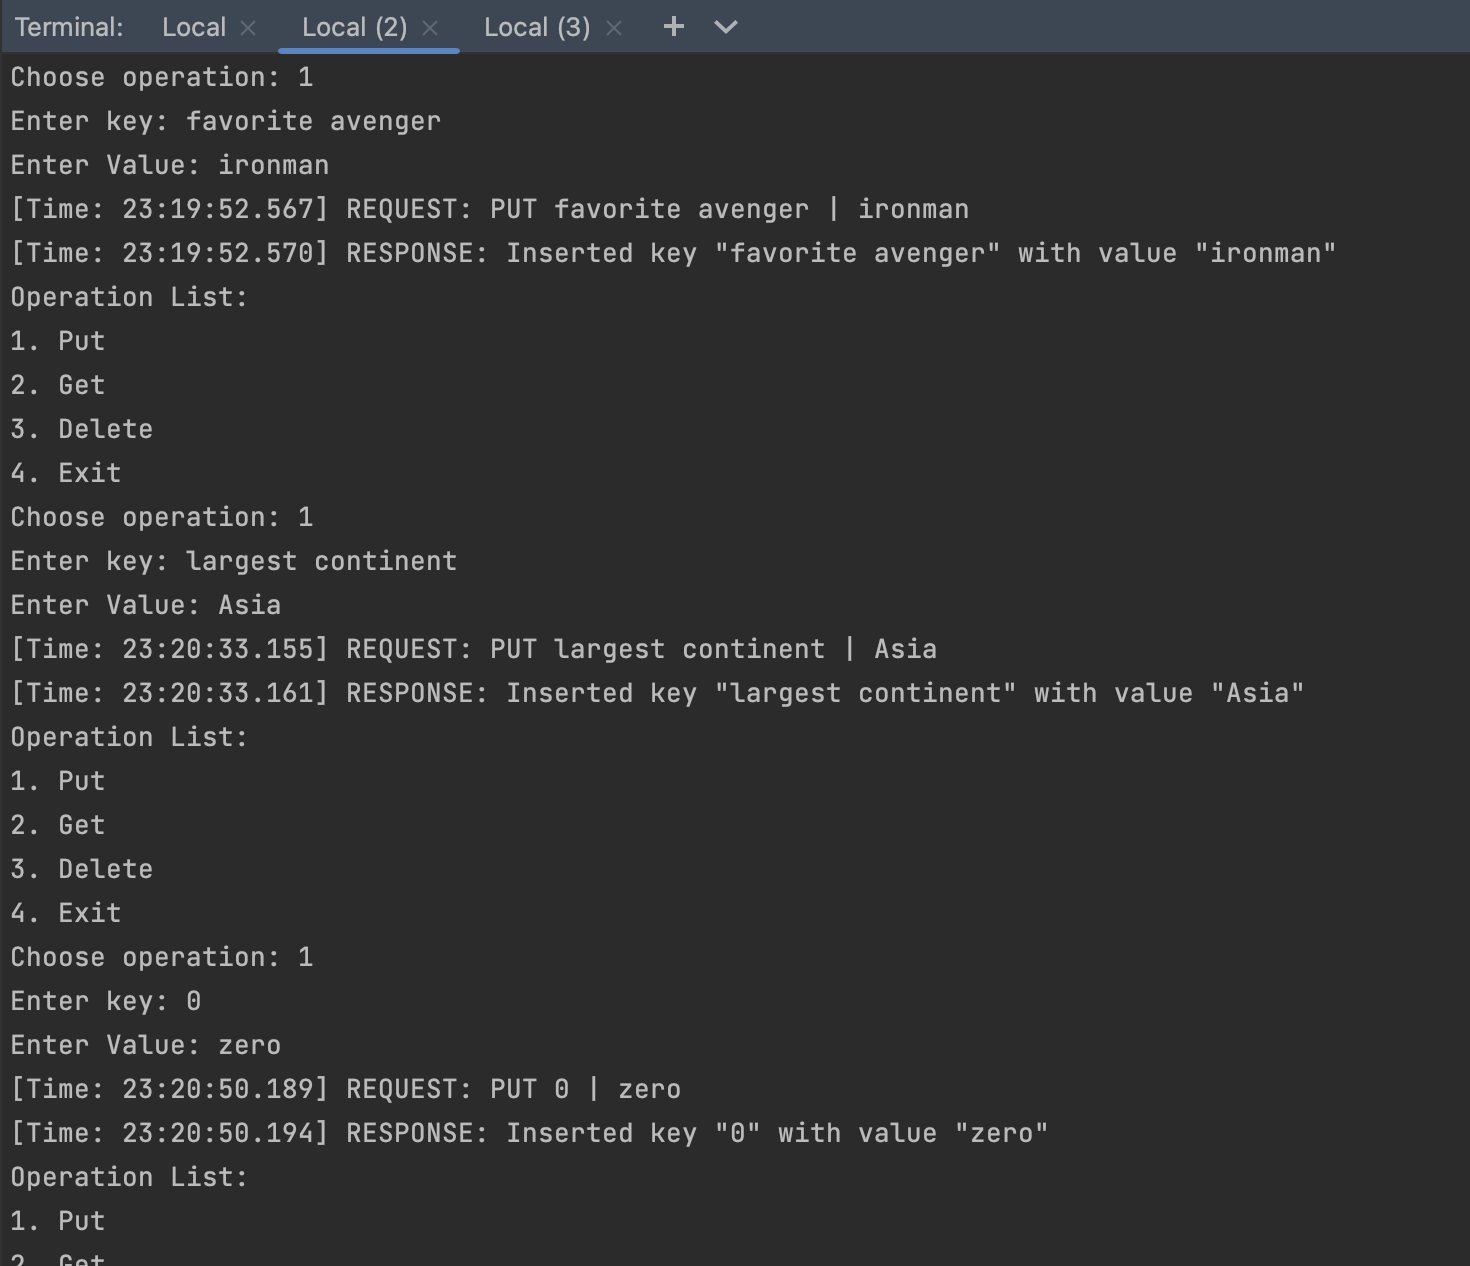 Terminal: Local Local (2) Local (3)
Choose operation: 1
Enter key: favorite avenger
Enter Value: ironman
[Time: 23:19:52.567] REQUEST: PUT favorite avenger | ironman
[Time: 23:19:52.570] RESPONSE: Inserted key "favorite avenger" with value "ironman"
Operation List:
1. Put
2. Get
3. Delete
4. Exit
Choose operation: 1
Enter key: largest continent
Enter Value: Asia
[Time: 23:20:33.155] REQUEST: PUT largest continent | Asia
[Time: 23:20:33.161] RESPONSE: Inserted key "largest continent" with value "Asia"
Operation List:
1. Put
2. Get
3. Delete
4. Exit
Choose operation: 1
Enter key: 0
Enter Value: zero
[Time: 23:20:50.189] REQUEST: PUT 0 | zero
[Time: 23:20:50.194] RESPONSE: Inserted key "0" with value "zero"
Operation List:
1. Put
2. Get